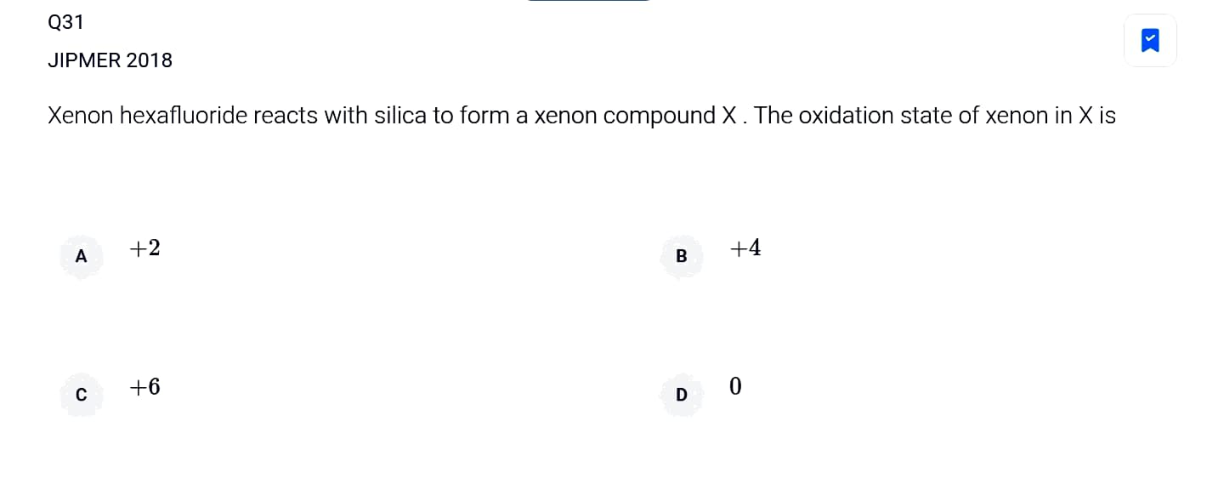 Q31
JIPMER 2018
Xenon hexafluoride reacts with silica to form a xenon compound X . The oxidation state of xenon in X is
A +2
B +4
C +6
D 0